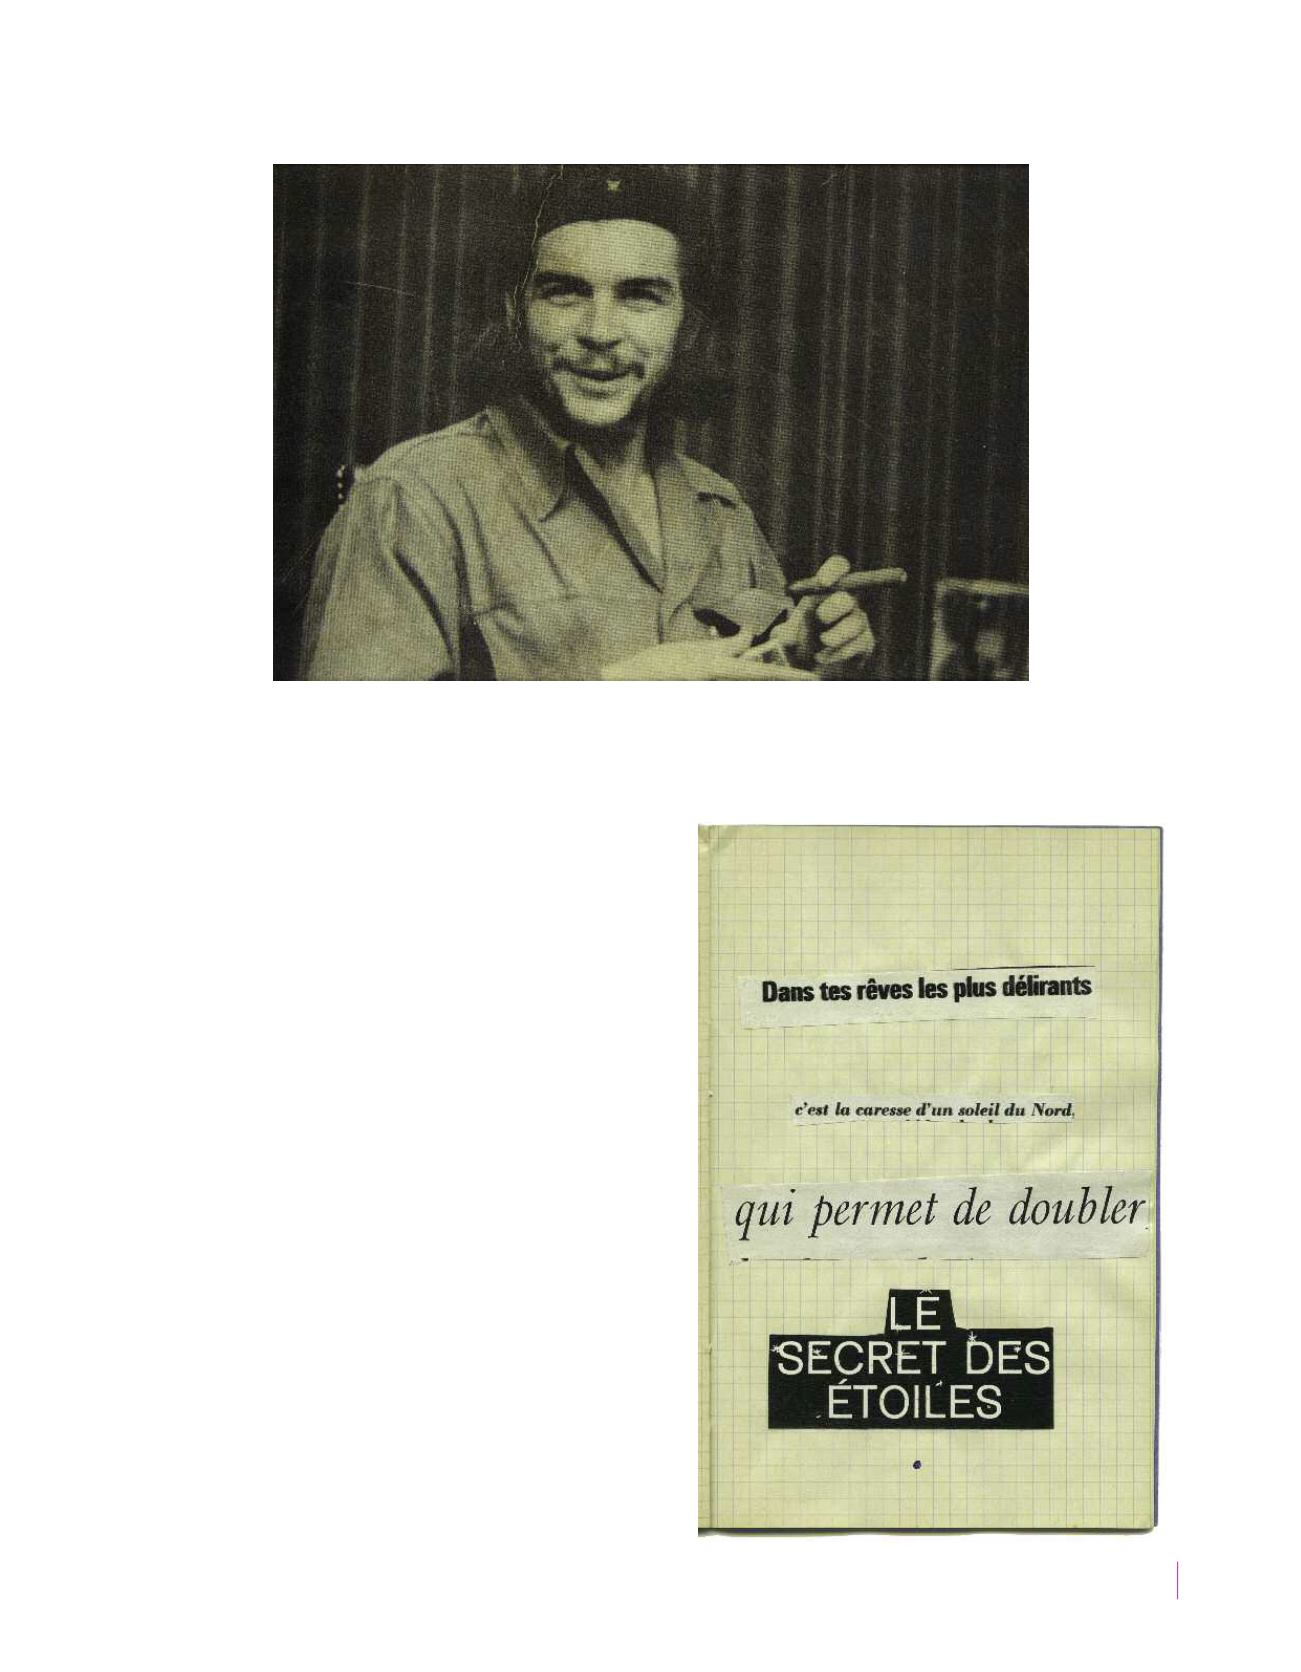 Dans tes rêves les plus délirants
c'est la caresse d'un soleil du Nord,
qui permet de doubler
LE
SECRET DES
ÉTOILES